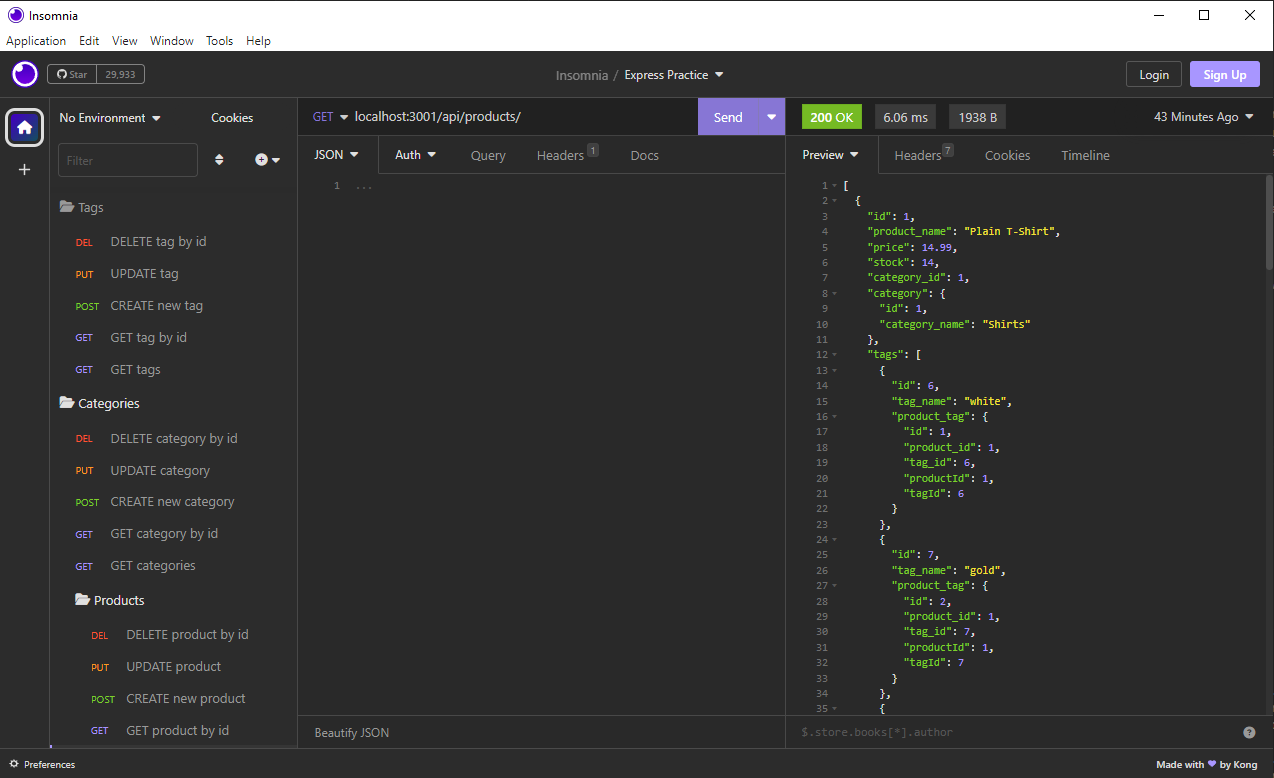 Insomnia
Application Edit View Window Tools Help
Star 29,933
Insomnia / Express Practice
Login Sign Up
No Environment Cookies
Filter
Tags
DEL DELETE tag by id
PUT UPDATE tag
POST CREATE new tag
GET GET tag by id
GET GET tags
Categories
DEL DELETE category by id
PUT UPDATE category
POST CREATE new category
GET GET category by id
GET GET categories
Products
DEL DELETE product by id
PUT UPDATE product
POST CREATE new product
GET GET product by id
GET localhost:3001/api/products/ Send
JSON Auth Query Headers 1 Docs
1 ...
Beautify JSON
200 OK 6.06 ms 1938 B 43 Minutes Ago
Preview Headers 7 Cookies Timeline
1 [
2 {
3 "id": 1,
4 "product_name": "Plain T-Shirt",
5 "price": 14.99,
6 "stock": 14,
7 "category_id": 1,
8 "category": {
9 "id": 1,
10 "category_name": "Shirts"
11 },
12 "tags": [
13 {
14 "id": 6,
15 "tag_name": "white",
16 "product_tag": {
17 "id": 1,
18 "product_id": 1,
19 "tag_id": 6,
20 "productId": 1,
21 "tagId": 6
22 }
23 },
24 {
25 "id": 7,
26 "tag_name": "gold",
27 "product_tag": {
28 "id": 2,
29 "product_id": 1,
30 "tag_id": 7,
31 "productId": 1,
32 "tagId": 7
33 }
34 },
35 {
$.store.books[*].author ?
Preferences
Made with ♥ by Kong